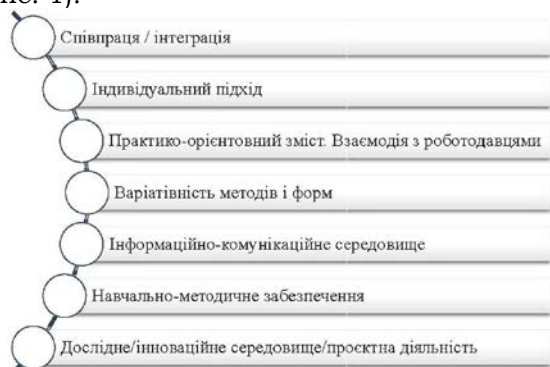 Співпраця / інтеграція
Індивідуальний підхід
Практико-орієнтовний зміст. Взаємодія з роботодавцями
Варіатівність методів і форм
Інформаційно-комунікаційне середовище
Навчально-методичне забезпечення
Дослідне/інноваційне середовище/проєктна діяльність